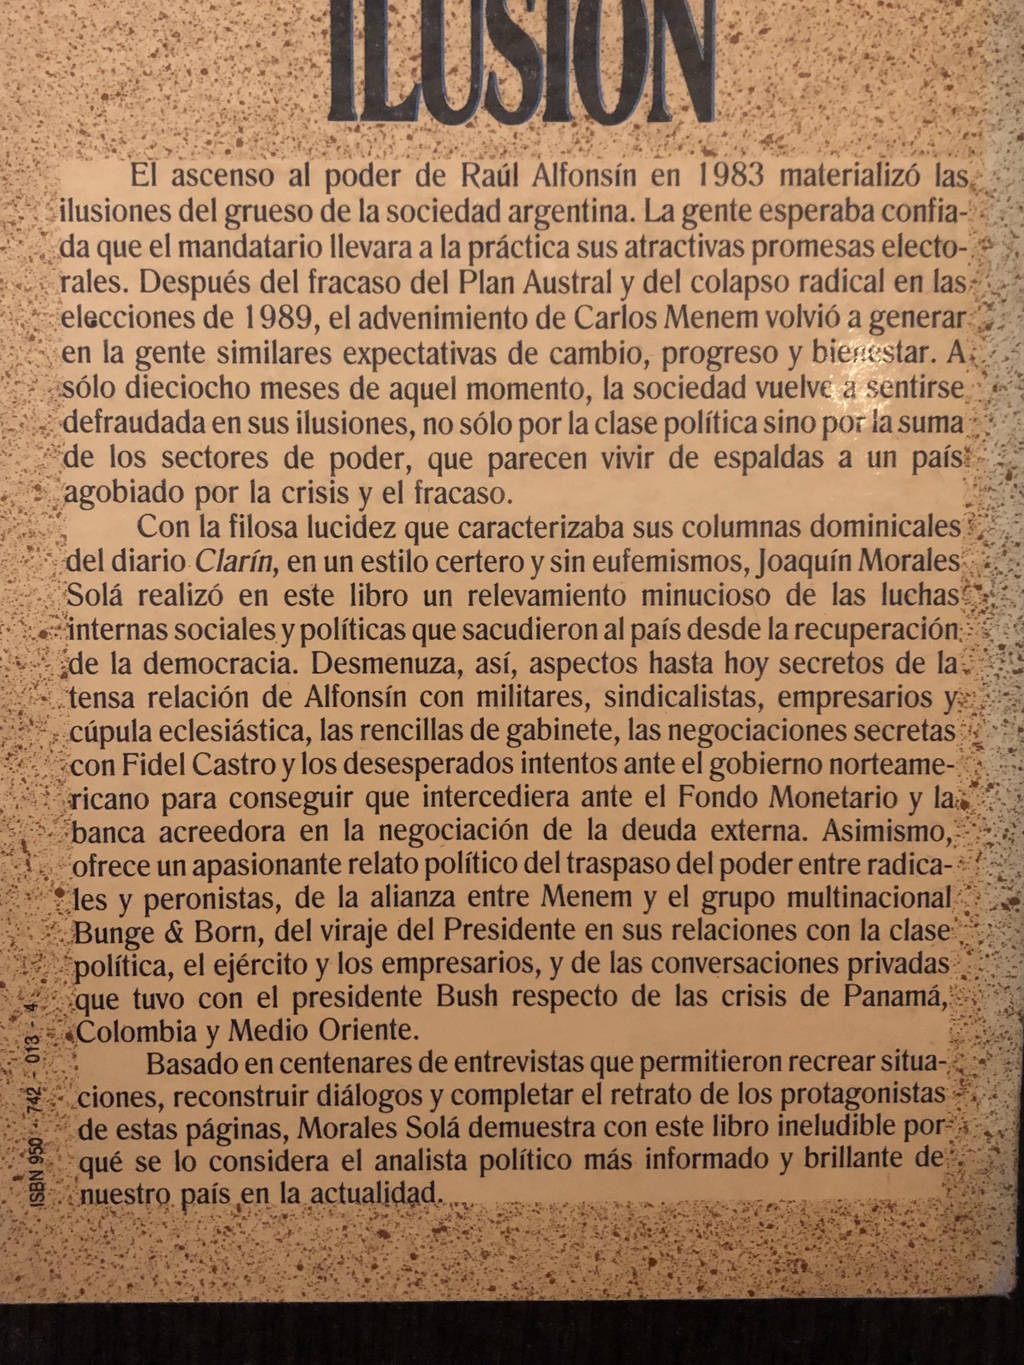 ILUSION
El ascenso al poder de Raúl Alfonsín en 1983 materializó las
ilusiones del grueso de la sociedad argentina. La gente esperaba confia-
da que el mandatario llevara a la práctica sus atractivas promesas electo-
rales. Después del fracaso del Plan Austral y del colapso radical en las
elecciones de 1989, el advenimiento de Carlos Menem volvió a generar
en la gente similares expectativas de cambio, progreso y bienestar. A
sólo dieciocho meses de aquel momento, la sociedad vuelve a sentirse
defraudada en sus ilusiones, no sólo por la clase política sino por la suma
de los sectores de poder, que parecen vivir de espaldas a un país
agobiado por la crisis y el fracaso.
Con la filosa lucidez que caracterizaba sus columnas dominicales
del diario Clarín, en un estilo certero y sin eufemismos, Joaquín Morales
Solá realizó en este libro un relevamiento minucioso de las luchas
internas sociales y políticas que sacudieron al país desde la recuperación
de la democracia. Desmenuza, así, aspectos hasta hoy secretos de la
tensa relación de Alfonsín con militares, sindicalistas, empresarios y
cúpula eclesiástica, las rencillas de gabinete, las negociaciones secretas
con Fidel Castro y los desesperados intentos ante el gobierno norteame-
ricano para conseguir que intercediera ante el Fondo Monetario y la
banca acreedora en la negociación de la deuda externa. Asimismo,
ofrece un apasionante relato político del traspaso del poder entre radica-
les y peronistas, de la alianza entre Menem y el grupo multinacional
Bunge & Born, del viraje del Presidente en sus relaciones con la clase
política, el ejército y los empresarios, y de las conversaciones privadas
que tuvo con el presidente Bush respecto de las crisis de Panamá,
Colombia y Medio Oriente.
Basado en centenares de entrevistas que permitieron recrear situa-
ciones, reconstruir diálogos y completar el retrato de los protagonistas
de estas páginas, Morales Solá demuestra con este libro ineludible por
qué se lo considera el analista político más informado y brillante de
nuestro país en la actualidad.
ISBN 950 - 742 - 013 - 4